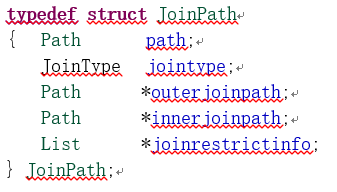 typedef struct JoinPath
{ Path path;
JoinType jointype;
Path *outerjoinpath;
Path *innerjoinpath;
List *joinrestrictinfo;
} JoinPath;